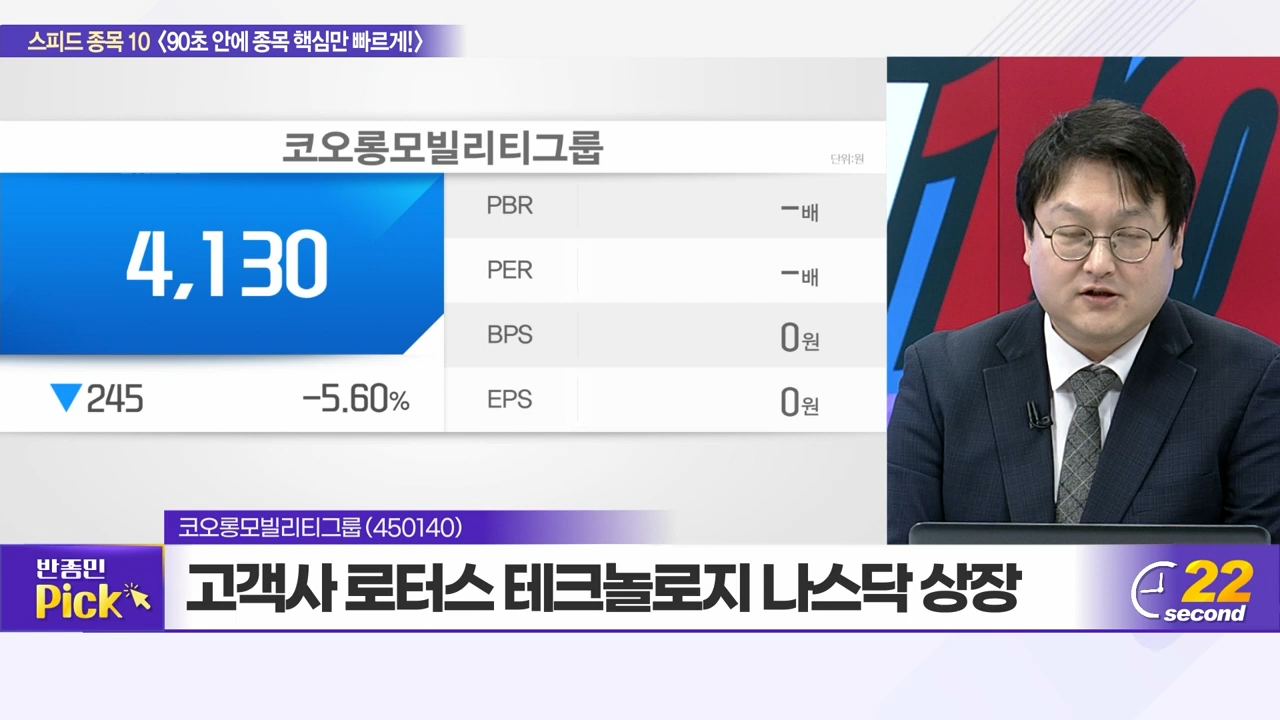 스피드 종목 10 〈90초 안에 종목 핵심만 빠르게!〉
코오롱모빌리티그룹
단위:원
4,130
▼245 -5.60%
PBR -배
PER -배
BPS 0원
EPS 0원
코오롱모빌리티그룹 (450140)
반종민
Pick
고객사 로터스 테크놀로지 나스닥 상장
22
second